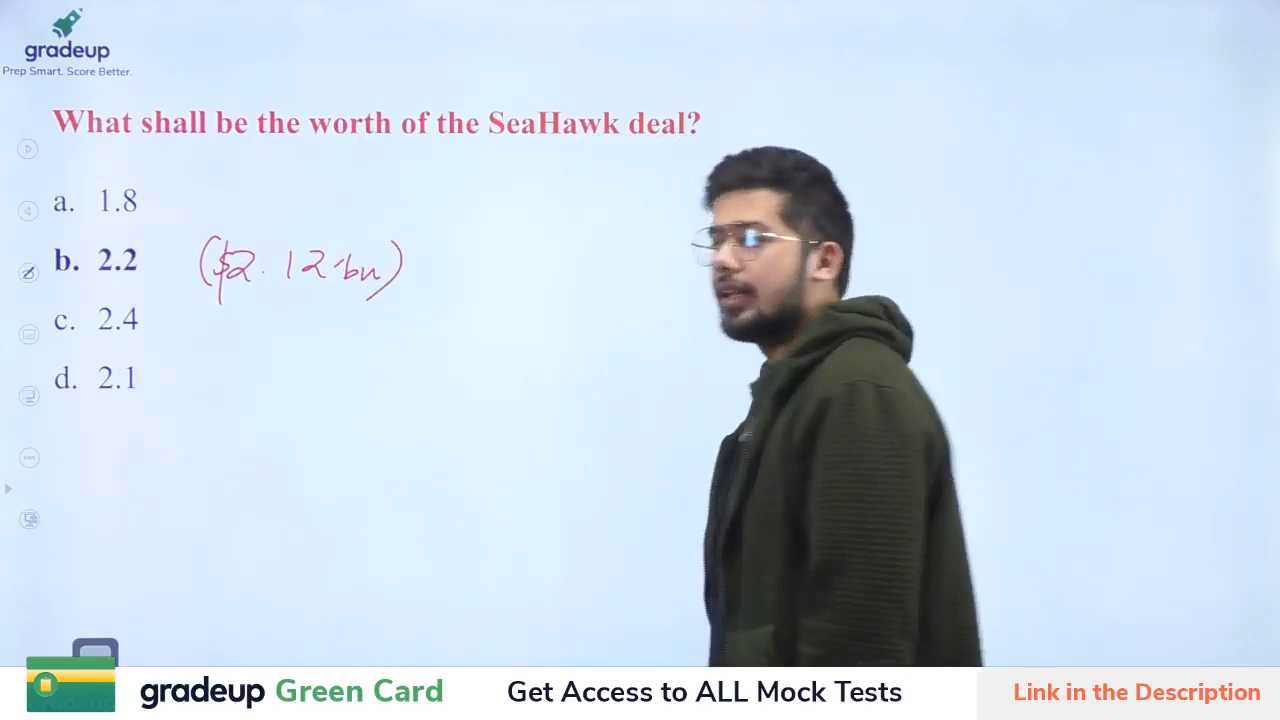 gradeup
Prep Smart. Score Better.
What shall be the worth of the SeaHawk deal?
a. 1.8
b. 2.2 ($2.12 bn)
c. 2.4
d. 2.1
gradeup Green Card Get Access to ALL Mock Tests Link in the Description